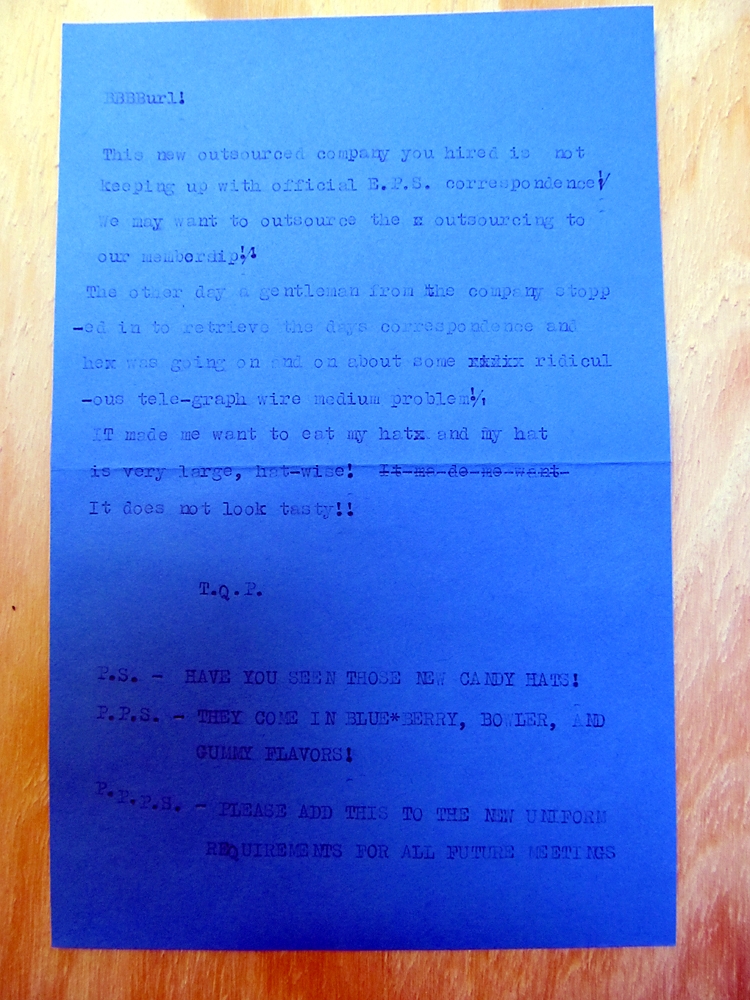 BBBBurl!
This new outsourced company you hired is not
keeping up with official E.P.S. correspondence!/
We may want to outsource the x outsourcing to
our memberdip!/!
The other day a gentleman from the company stopp
-ed in to retrieve the days correspondence and
hex was going on and on about some ridicul
-ous tele-graph wire medium problem!/,
IT made me want to eat my hatx and my hat
is very large, hat-wise! It-ma-de-me-want-
It does not look tasty!!
T.Q.P.
P.S. - HAVE YOU SEEN THOSE NEW CANDY HATS!
P.P.S. - THEY COME IN BLUE*BERRY, BOWLER, AND
GUMMY FLAVORS!
P.P.P.S. - PLEASE ADD THIS TO THE NEW UNIFORM
REQUIREMENTS FOR ALL FUTURE MEETINGS